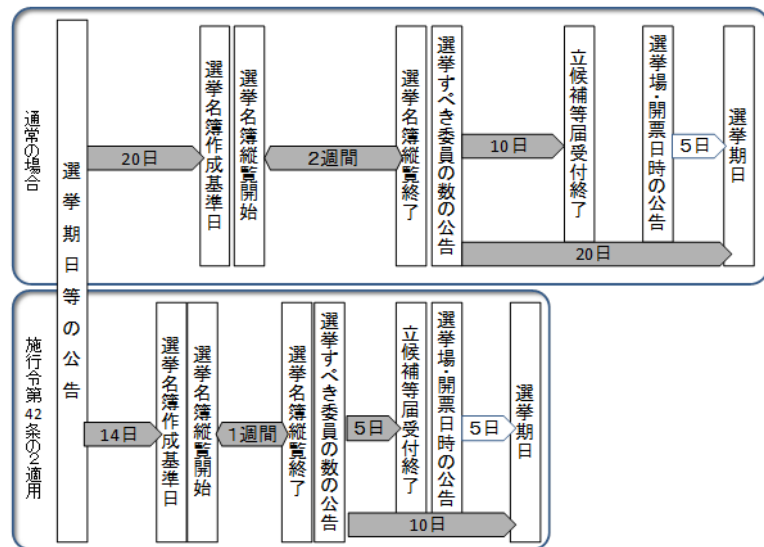 通常の場合
選挙期日等の公告
20日
選挙名簿作成基準日
選挙名簿縦覧開始
2週間
選挙名簿縦覧終了
選挙すべき委員の数の公告
10日
立候補等届受付終了
選挙場・開票日時の公告
5日
選挙期日
20日
施行令第42条の2適用
14日
選挙名簿作成基準日
選挙名簿縦覧開始
1週間
選挙名簿縦覧終了
選挙すべき委員の数の公告
5日
立候補等届受付終了
選挙場・開票日時の公告
5日
選挙期日
10日